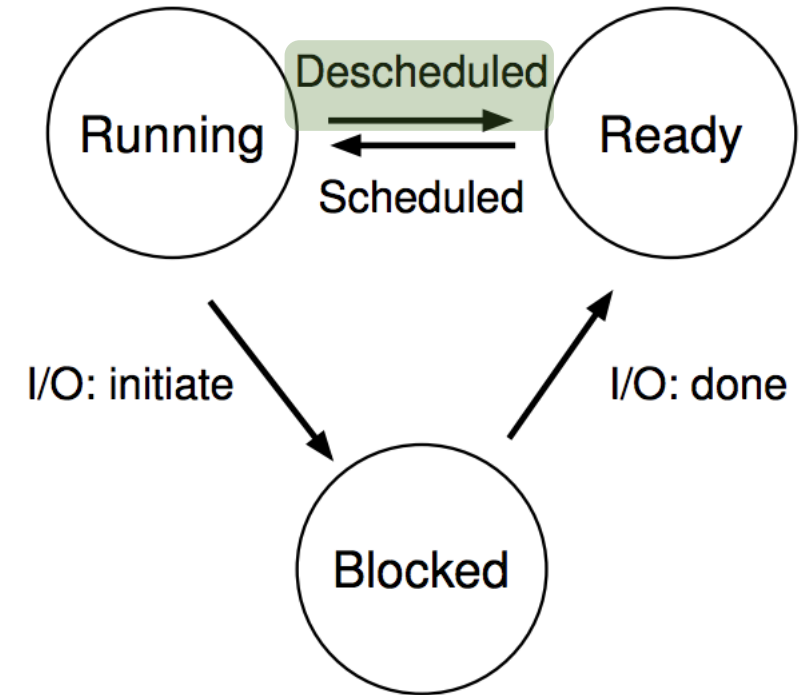 Descheduled
Running
Ready
Scheduled
I/O: initiate
I/O: done
Blocked